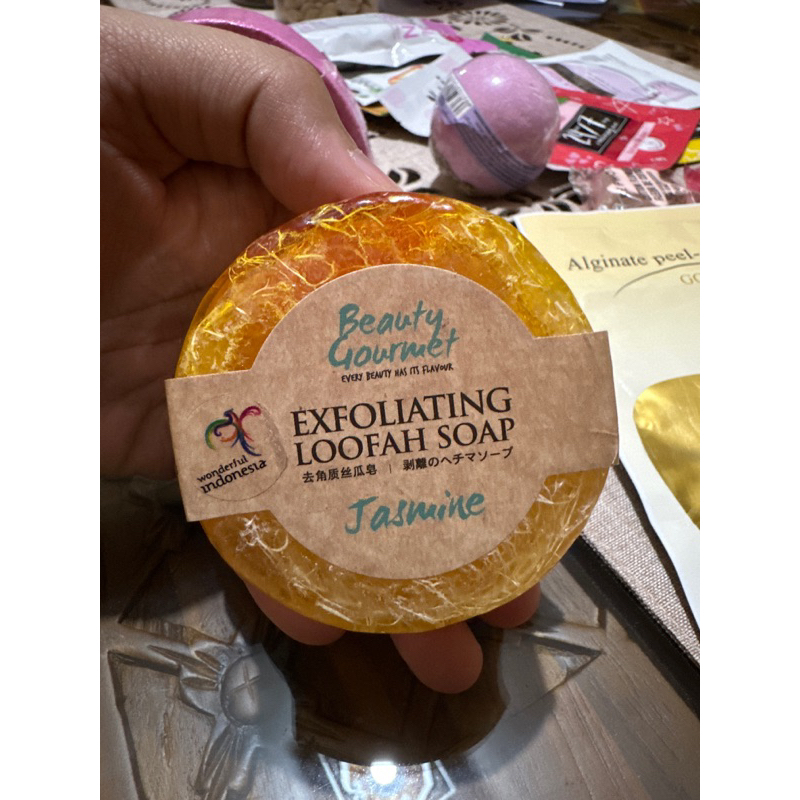 Alginate peel-
Beauty
Gourmet
EVERY BEAUTY HAS ITS FLAVOUR
EXFOLIATING
LOOFAH SOAP
去角质丝瓜皂 | 剥離のヘチマソープ
Jasmine
wonderful
indonesia